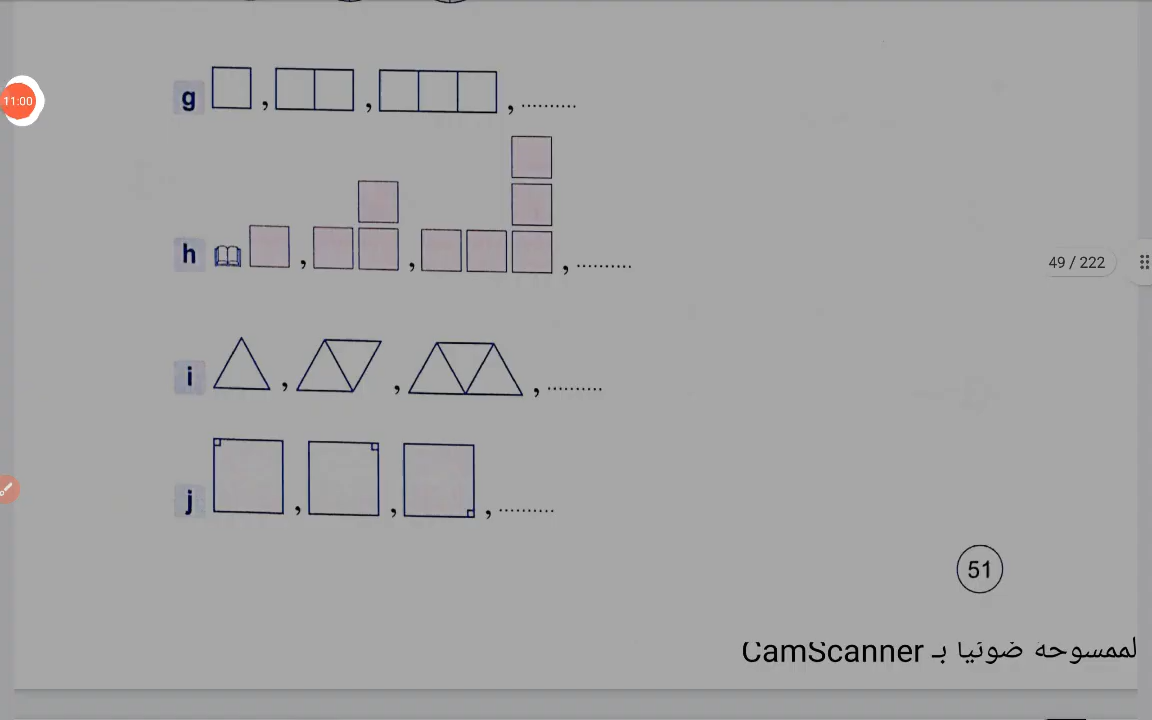 11:00
g , , , ..........
h , , , ..........
49 / 222
i , , , ..........
j , , , ..........
51
لممسوحة ضوئيا بـ CamScanner